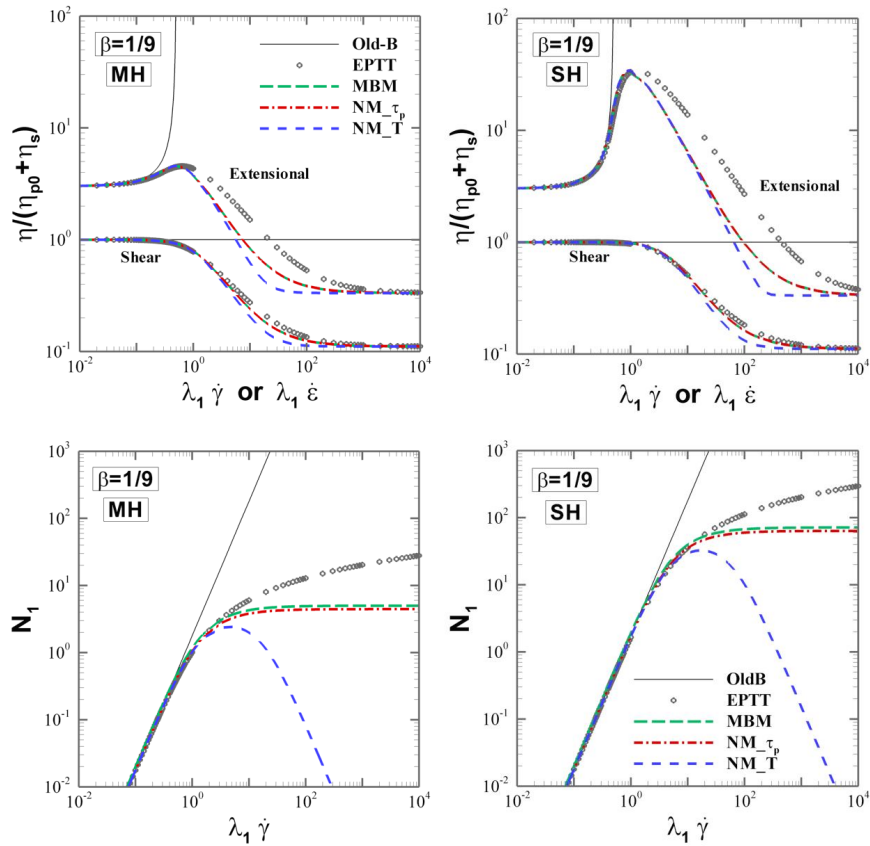 β=1/9
MH
Old-B
EPTT
MBM
NM_τp
NM_T
Extensional
Shear
η/(ηp0+ηs)
10²
10¹
10⁰
10⁻¹
10⁻² 10⁰ 10² 10⁴
λ₁ γ̇ or λ₁ ε̇
β=1/9
SH
Extensional
Shear
η/(ηp0+ηs)
10²
10¹
10⁰
10⁻¹
10⁻² 10⁰ 10² 10⁴
λ₁ γ̇ or λ₁ ε̇
β=1/9
MH
N₁
10³
10²
10¹
10⁰
10⁻¹
10⁻²
10⁻² 10⁰ 10² 10⁴
λ₁ γ̇
β=1/9
SH
N₁
10³
10²
10¹
10⁰
10⁻¹
10⁻²
OldB
EPTT
MBM
NM_τp
NM_T
10⁻² 10⁰ 10² 10⁴
λ₁ γ̇